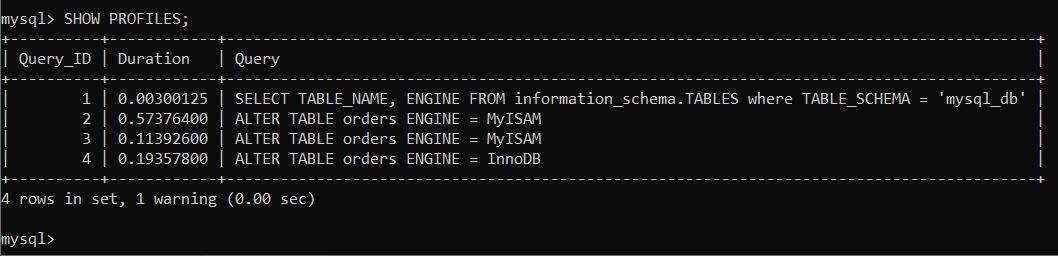 mysql> SHOW PROFILES;
+----------+------------+---------------------------------------------------------------------------------+
| Query_ID | Duration   | Query                                                                           |
+----------+------------+---------------------------------------------------------------------------------+
|        1 | 0.00300125 | SELECT TABLE_NAME, ENGINE FROM information_schema.TABLES where TABLE_SCHEMA = 'mysql_db' |
|        2 | 0.57376400 | ALTER TABLE orders ENGINE = MyISAM                                              |
|        3 | 0.11392600 | ALTER TABLE orders ENGINE = MyISAM                                              |
|        4 | 0.19357800 | ALTER TABLE orders ENGINE = InnoDB                                              |
+----------+------------+---------------------------------------------------------------------------------+
4 rows in set, 1 warning (0.00 sec)
mysql>